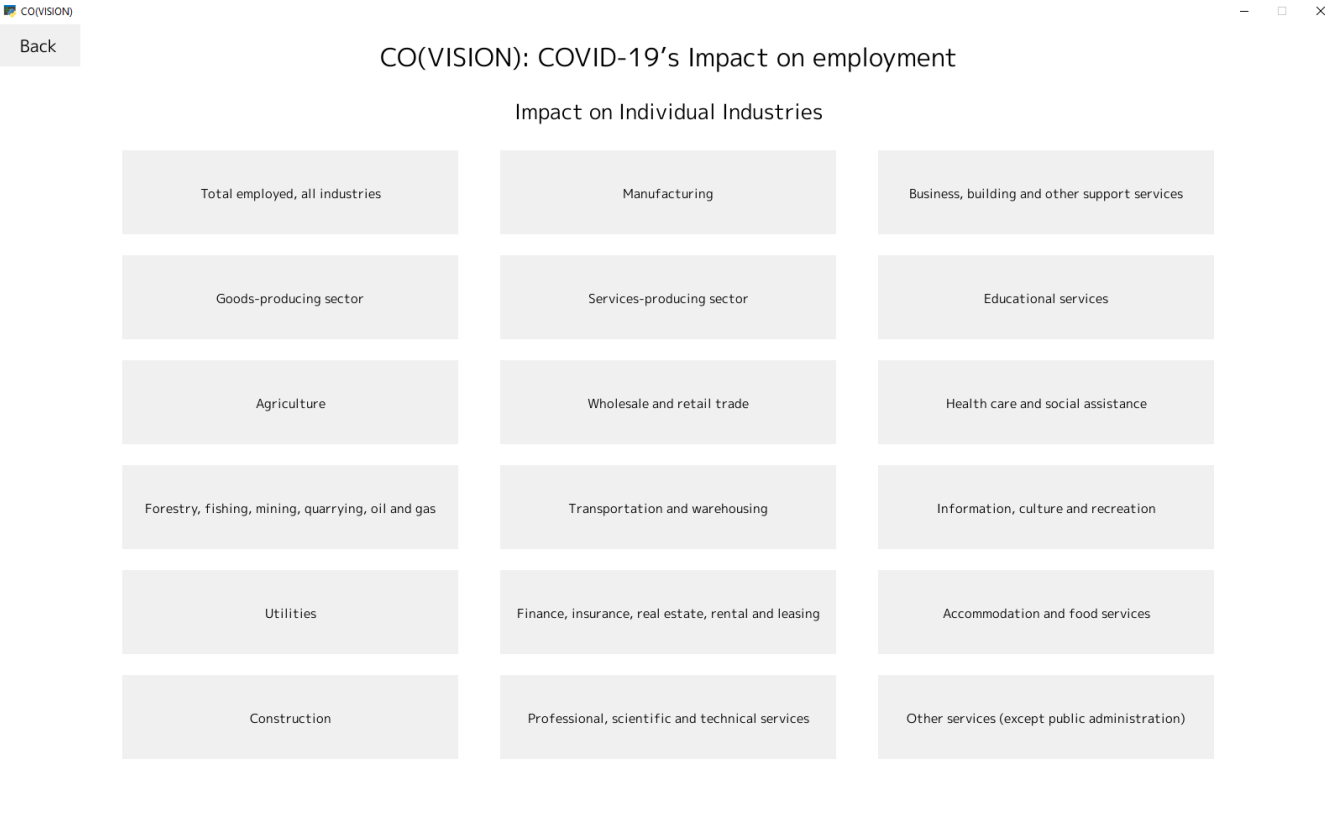 CO(VISION)
Back
CO(VISION): COVID-19’s Impact on employment
Impact on Individual Industries
Total employed, all industries
Manufacturing
Business, building and other support services
Goods-producing sector
Services-producing sector
Educational services
Agriculture
Wholesale and retail trade
Health care and social assistance
Forestry, fishing, mining, quarrying, oil and gas
Transportation and warehousing
Information, culture and recreation
Utilities
Finance, insurance, real estate, rental and leasing
Accommodation and food services
Construction
Professional, scientific and technical services
Other services (except public administration)